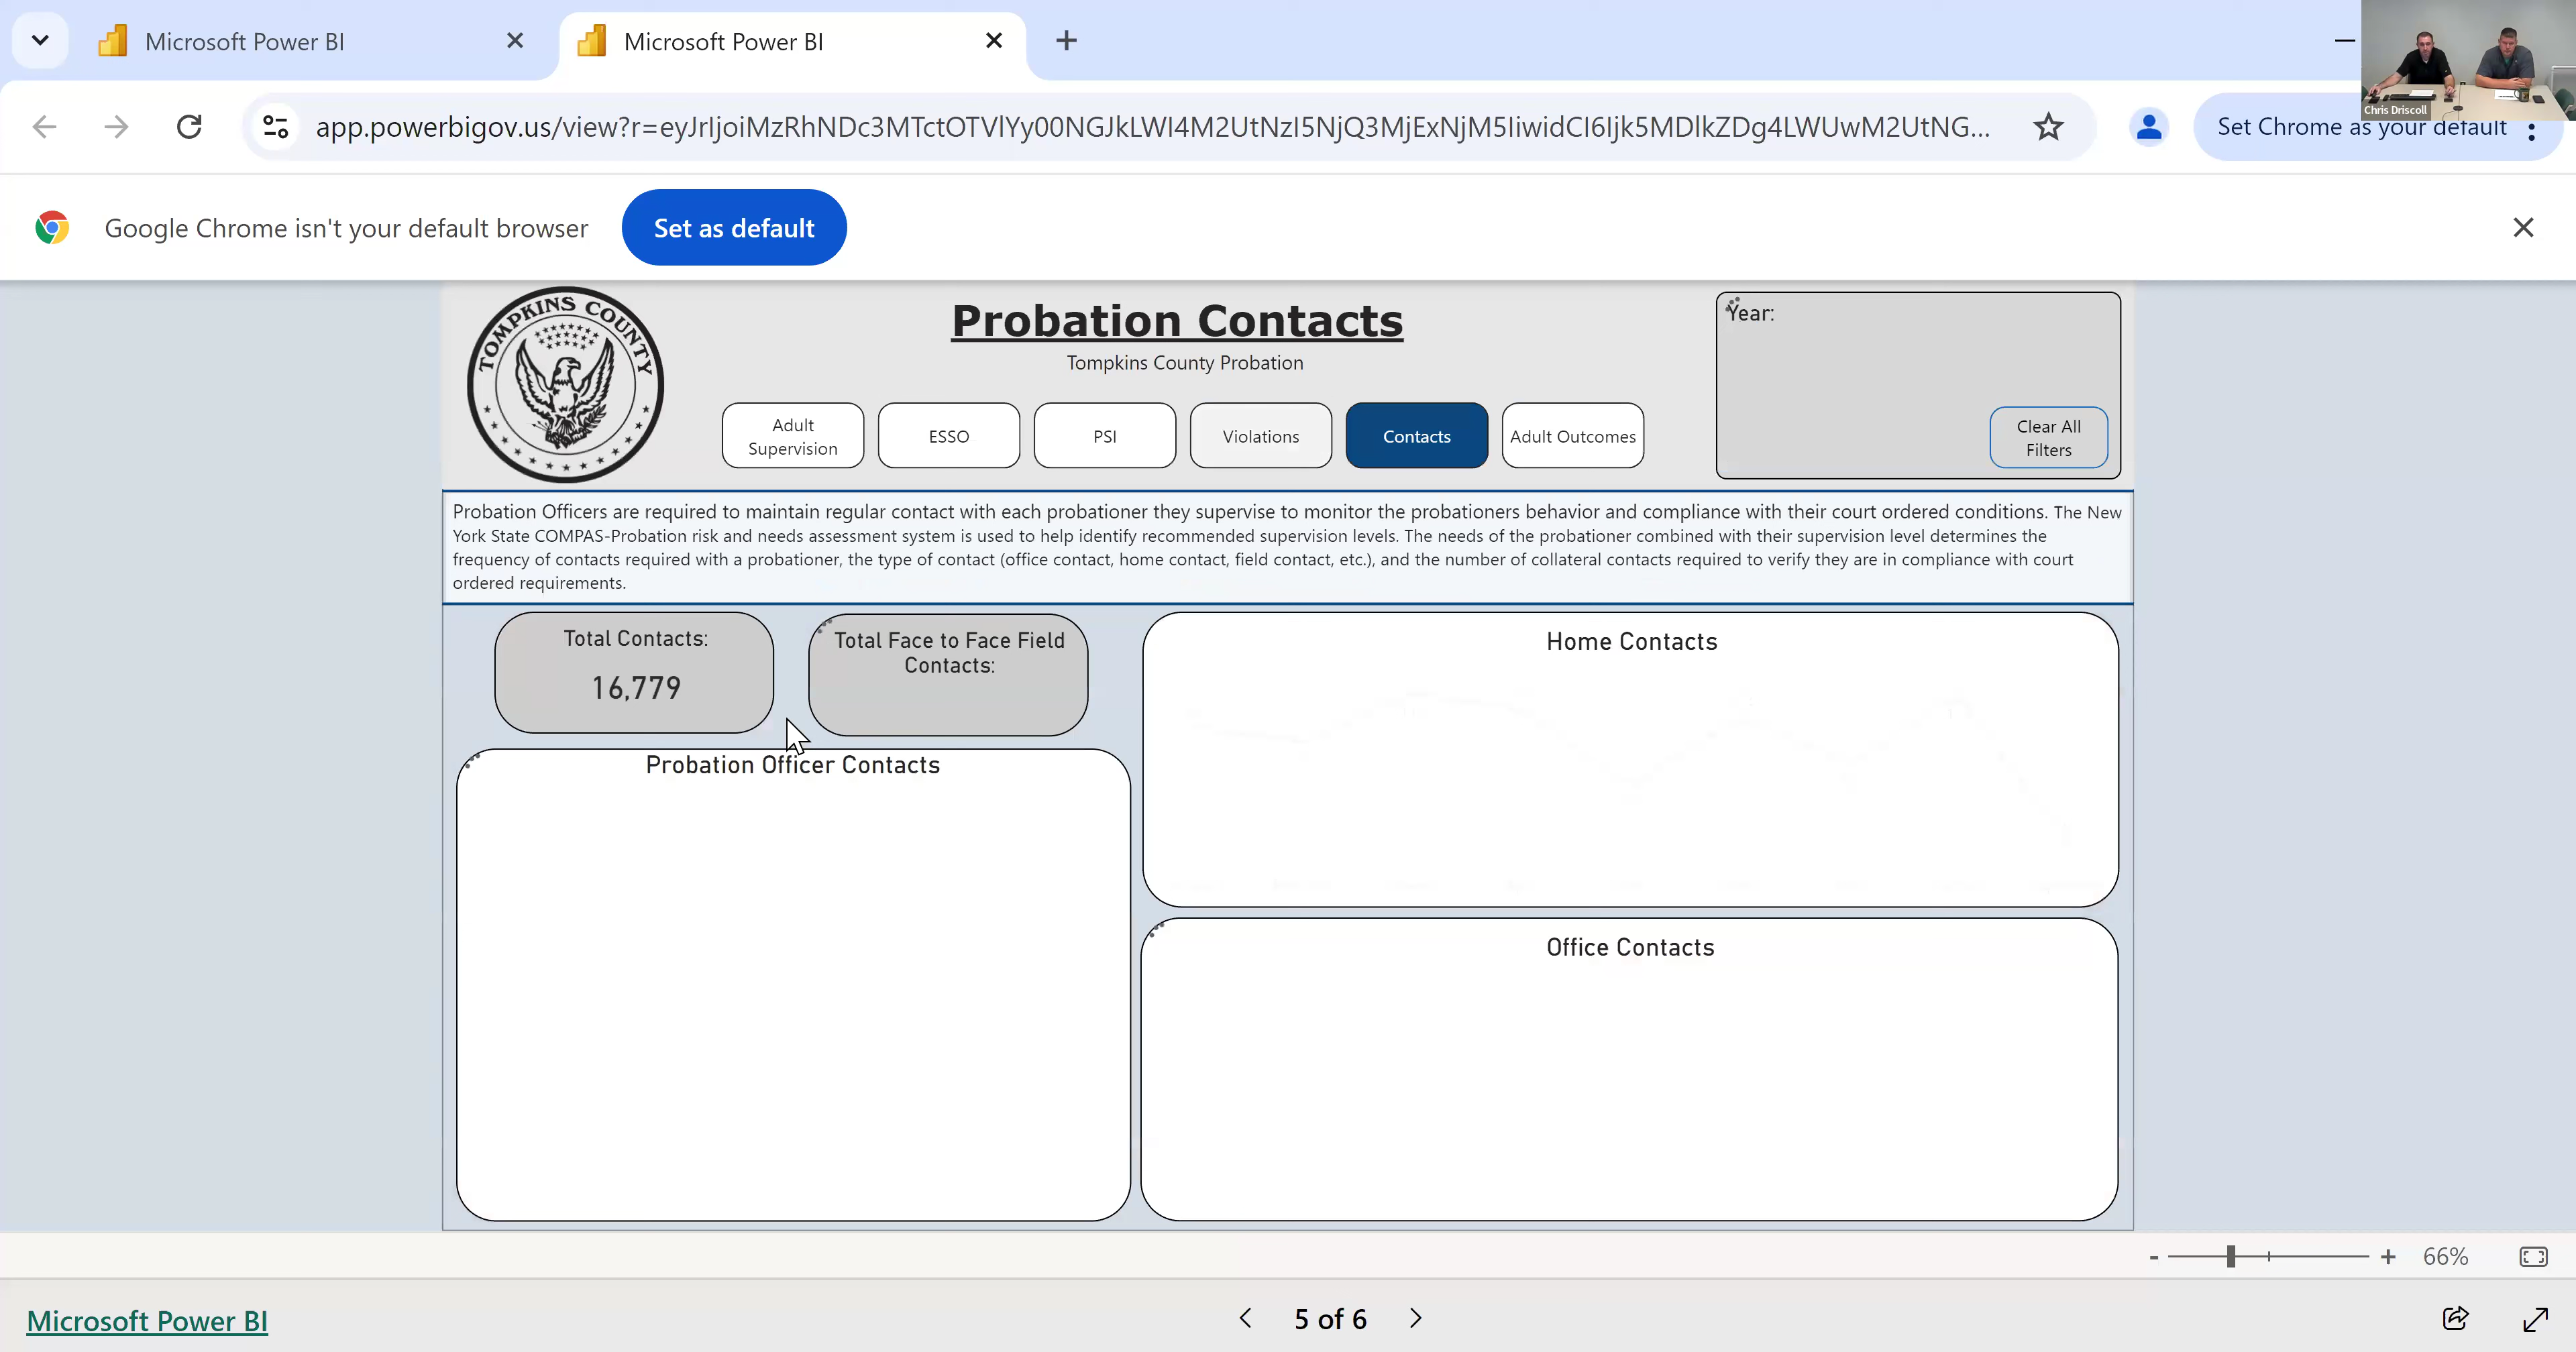 Microsoft Power BI
Microsoft Power BI
app.powerbigov.us/view?r=eyJrIjoiMzRhNDc3MTctOTVlYy00NGJkLWI4M2UtNzI5NjQ3MjExNjM5IiwidCI6Ijk5MDlkZDg4LWUwM2UtNG...
Set Chrome as your default
Chris Driscoll
Google Chrome isn't your default browser
Set as default
TOMPKINS COUNTY
Probation Contacts
Tompkins County Probation
Year:
Adult
Supervision
ESSO
PSI
Violations
Contacts
Adult Outcomes
Clear All
Filters
Probation Officers are required to maintain regular contact with each probationer they supervise to monitor the probationers behavior and compliance with their court ordered conditions. The New
York State COMPAS-Probation risk and needs assessment system is used to help identify recommended supervision levels. The needs of the probationer combined with their supervision level determines the
frequency of contacts required with a probationer, the type of contact (office contact, home contact, field contact, etc.), and the number of collateral contacts required to verify they are in compliance with court
ordered requirements.
Total Contacts:
16,779
Total Face to Face Field
Contacts:
Home Contacts
Probation Officer Contacts
Office Contacts
- + 66%
Microsoft Power BI
5 of 6